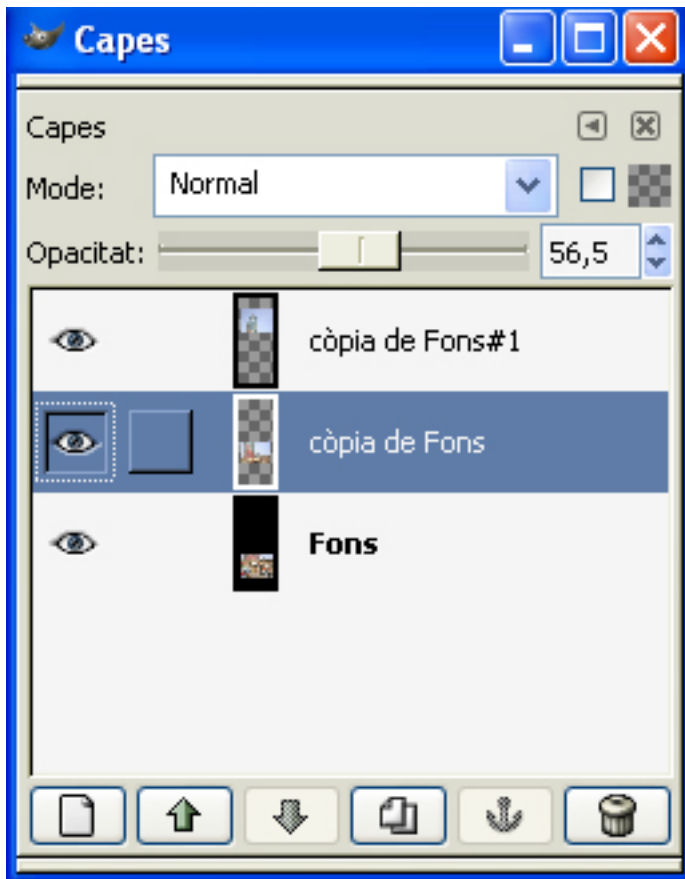 Capes
Capes
Mode: Normal
Opacitat: 56,5
còpia de Fons#1
còpia de Fons
Fons